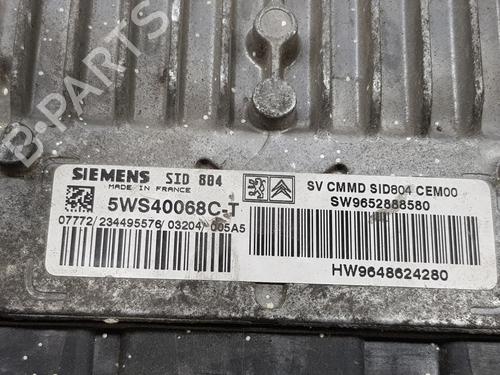 B-PARTS
SIEMENS SID 804
MADE IN FRANCE
5WS40068C-T
07772/234495576/03204/005A5
SV CMMD SID804 CEM00
SW9652888580
HW9648624280